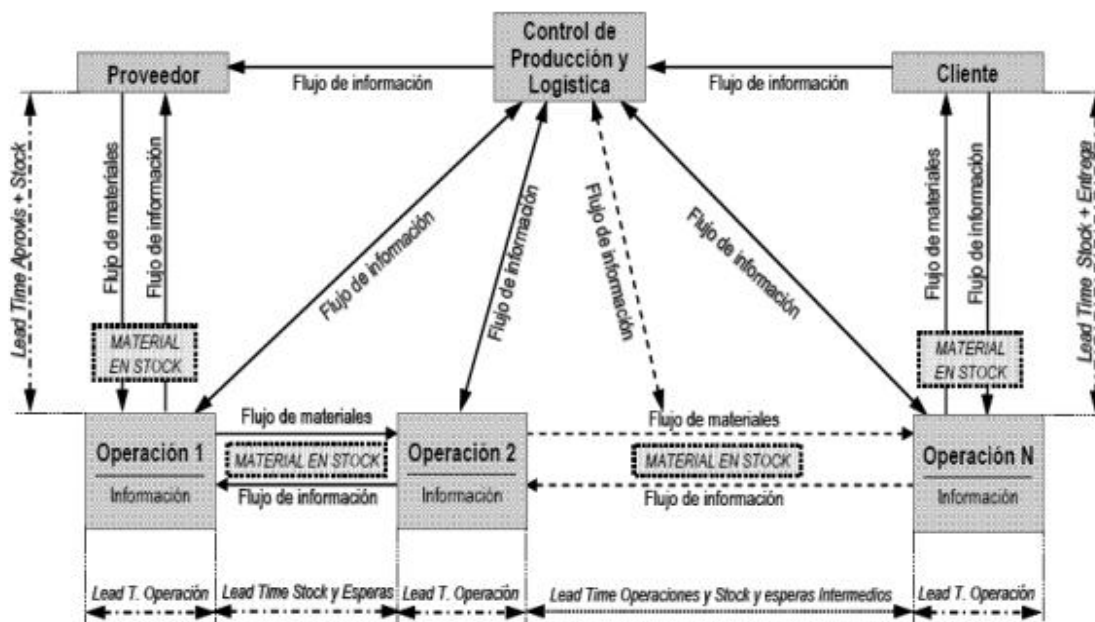 Control de
Producción y
Logística
Proveedor
Cliente
Flujo de información
Flujo de información
Lead Time Aprovis + Stock
Flujo de materiales
Flujo de información
Flujo de información
Flujo de información
Flujo de
información
Flujo de información
Flujo de materiales
Flujo de información
Lead Time Stock + Entrega
MATERIAL
EN STOCK
MATERIAL
EN STOCK
Operación 1
Información
Flujo de materiales
MATERIAL EN STOCK
Flujo de información
Operación 2
Información
Flujo de materiales
MATERIAL EN STOCK
Flujo de información
Operación N
Información
Lead T. Operación
Lead Time Stock y Esperas
Lead T. Operación
Lead Time Operaciones y Stock y esperas Intermedios
Lead T. Operación